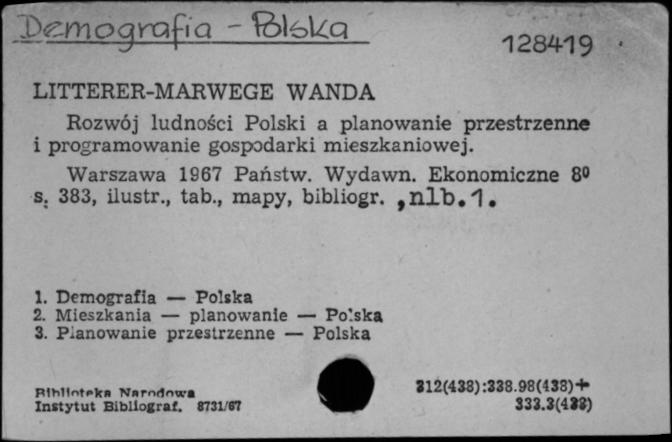 Demografia - Polska
128419
LITTERER-MARWEGE WANDA
Rozwój ludności Polski a planowanie przestrzenne
i programowanie gospodarki mieszkaniowej.
Warszawa 1967 Państw. Wydawn. Ekonomiczne 8⁰
s. 383, ilustr., tab., mapy, bibliogr. ,nlb.1.
1. Demografia — Polska
2. Mieszkania — planowanie — Polska
3. Planowanie przestrzenne — Polska
Biblioteka Narodowa
Instytut Bibliograf. 8731/67
312(438):338.98(438)+
333.3(438)